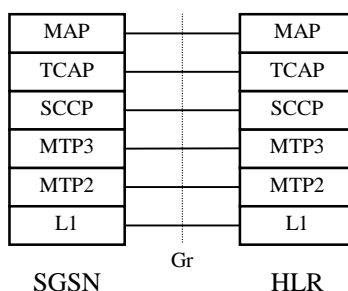 MAP MAP
TCAP TCAP
SCCP SCCP
MTP3 MTP3
MTP2 MTP2
L1 L1
Gr
SGSN HLR